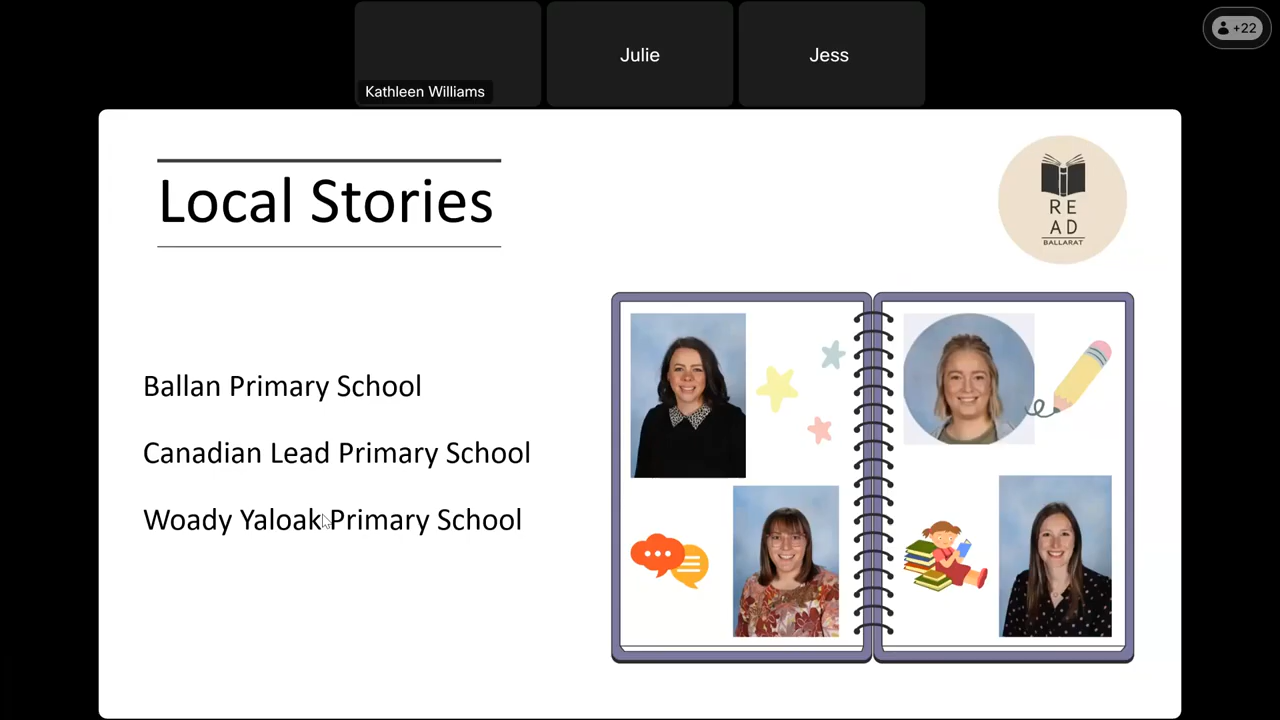 Kathleen Williams
Julie
Jess
+22
Local Stories
RE
AD
BALLARAT
Ballan Primary School
Canadian Lead Primary School
Woady Yaloak Primary School